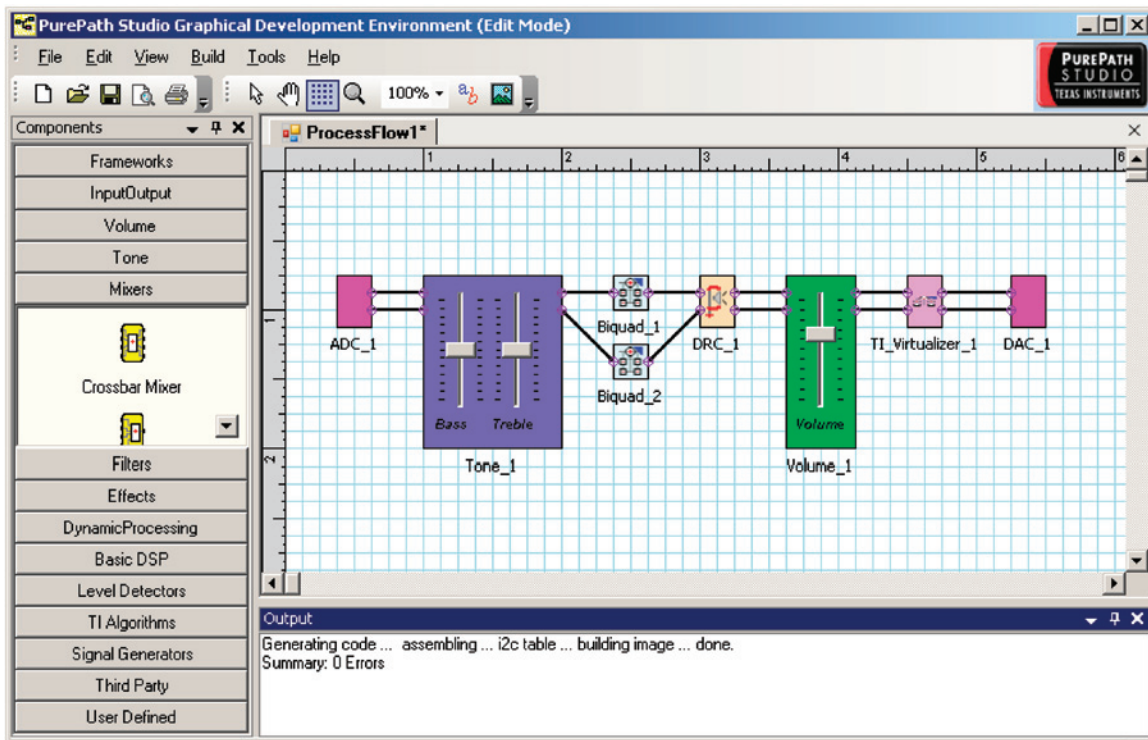 PurePath Studio Graphical Development Environment (Edit Mode)
File Edit View Build Tools Help
PUREPATH
STUDIO
TEXAS INSTRUMENTS
100%
ab
Components
ProcessFlow1*
Frameworks
InputOutput
Volume
Tone
Mixers
Crossbar Mixer
Filters
Effects
DynamicProcessing
Basic DSP
Level Detectors
TI Algorithms
Signal Generators
Third Party
User Defined
1 2 3 4 5 6
1
2
ADC_1
Bass Treble
Tone_1
Biquad_1
Biquad_2
DRC_1
Volume
Volume_1
TI_Virtualizer_1
DAC_1
Output
Generating code ... assembling ... i2c table ... building image ... done.
Summary: 0 Errors